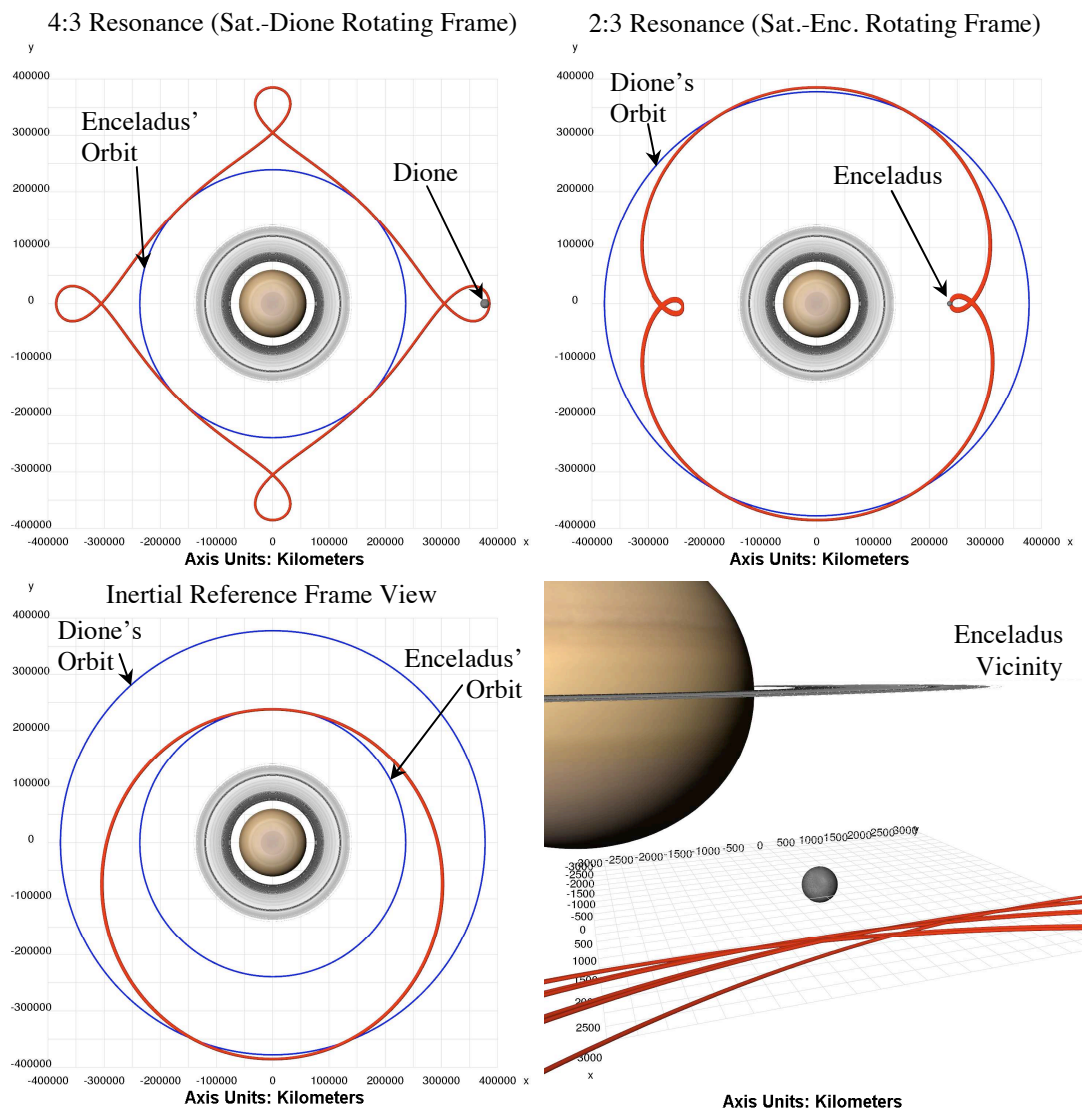 4:3 Resonance (Sat.-Dione Rotating Frame)
y
400000
300000
200000
100000
0
-100000
-200000
-300000
-400000
-400000 -300000 -200000 -100000 0 100000 200000 300000 400000 x
Axis Units: Kilometers
Enceladus’
Orbit
Dione
2:3 Resonance (Sat.-Enc. Rotating Frame)
y
400000
300000
200000
100000
0
-100000
-200000
-300000
-400000
-400000 -300000 -200000 -100000 0 100000 200000 300000 400000 x
Axis Units: Kilometers
Dione’s
Orbit
Enceladus
y
Inertial Reference Frame View
400000
300000
200000
100000
0
-100000
-200000
-300000
-400000
-400000 -300000 -200000 -100000 0 100000 200000 300000 400000 x
Axis Units: Kilometers
Dione’s
Orbit
Enceladus’
Orbit
Enceladus
Vicinity
-3000 -2500 -2000 -1500 -1000 -500 0 500 1000 1500 2000 2500 3000 y
-3000
-2500
-2000
-1500
-1000
-500
0
500
1000
1500
2500
3000
x
Axis Units: Kilometers